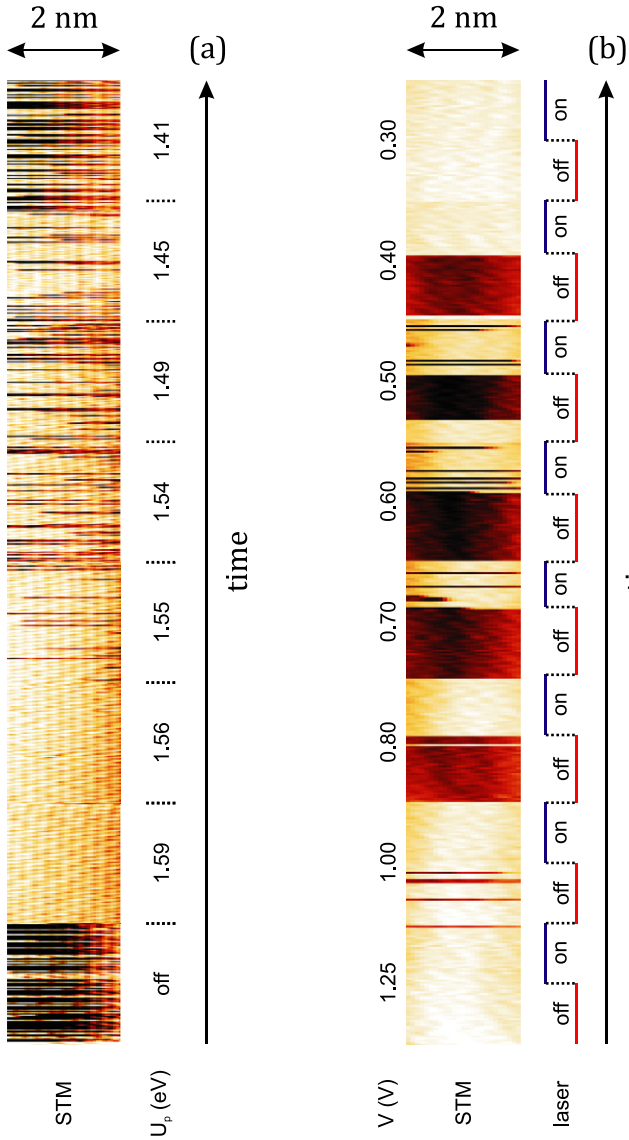 2 nm
(a)
1.41
1.45
1.49
1.54
1.55
1.56
1.59
off
STM
Uₚ (eV)
time
2 nm
(b)
0.30
0.40
0.50
0.60
0.70
0.80
1.00
1.25
V (V)
STM
on
off
on
off
on
off
on
off
on
off
on
off
on
off
on
off
laser